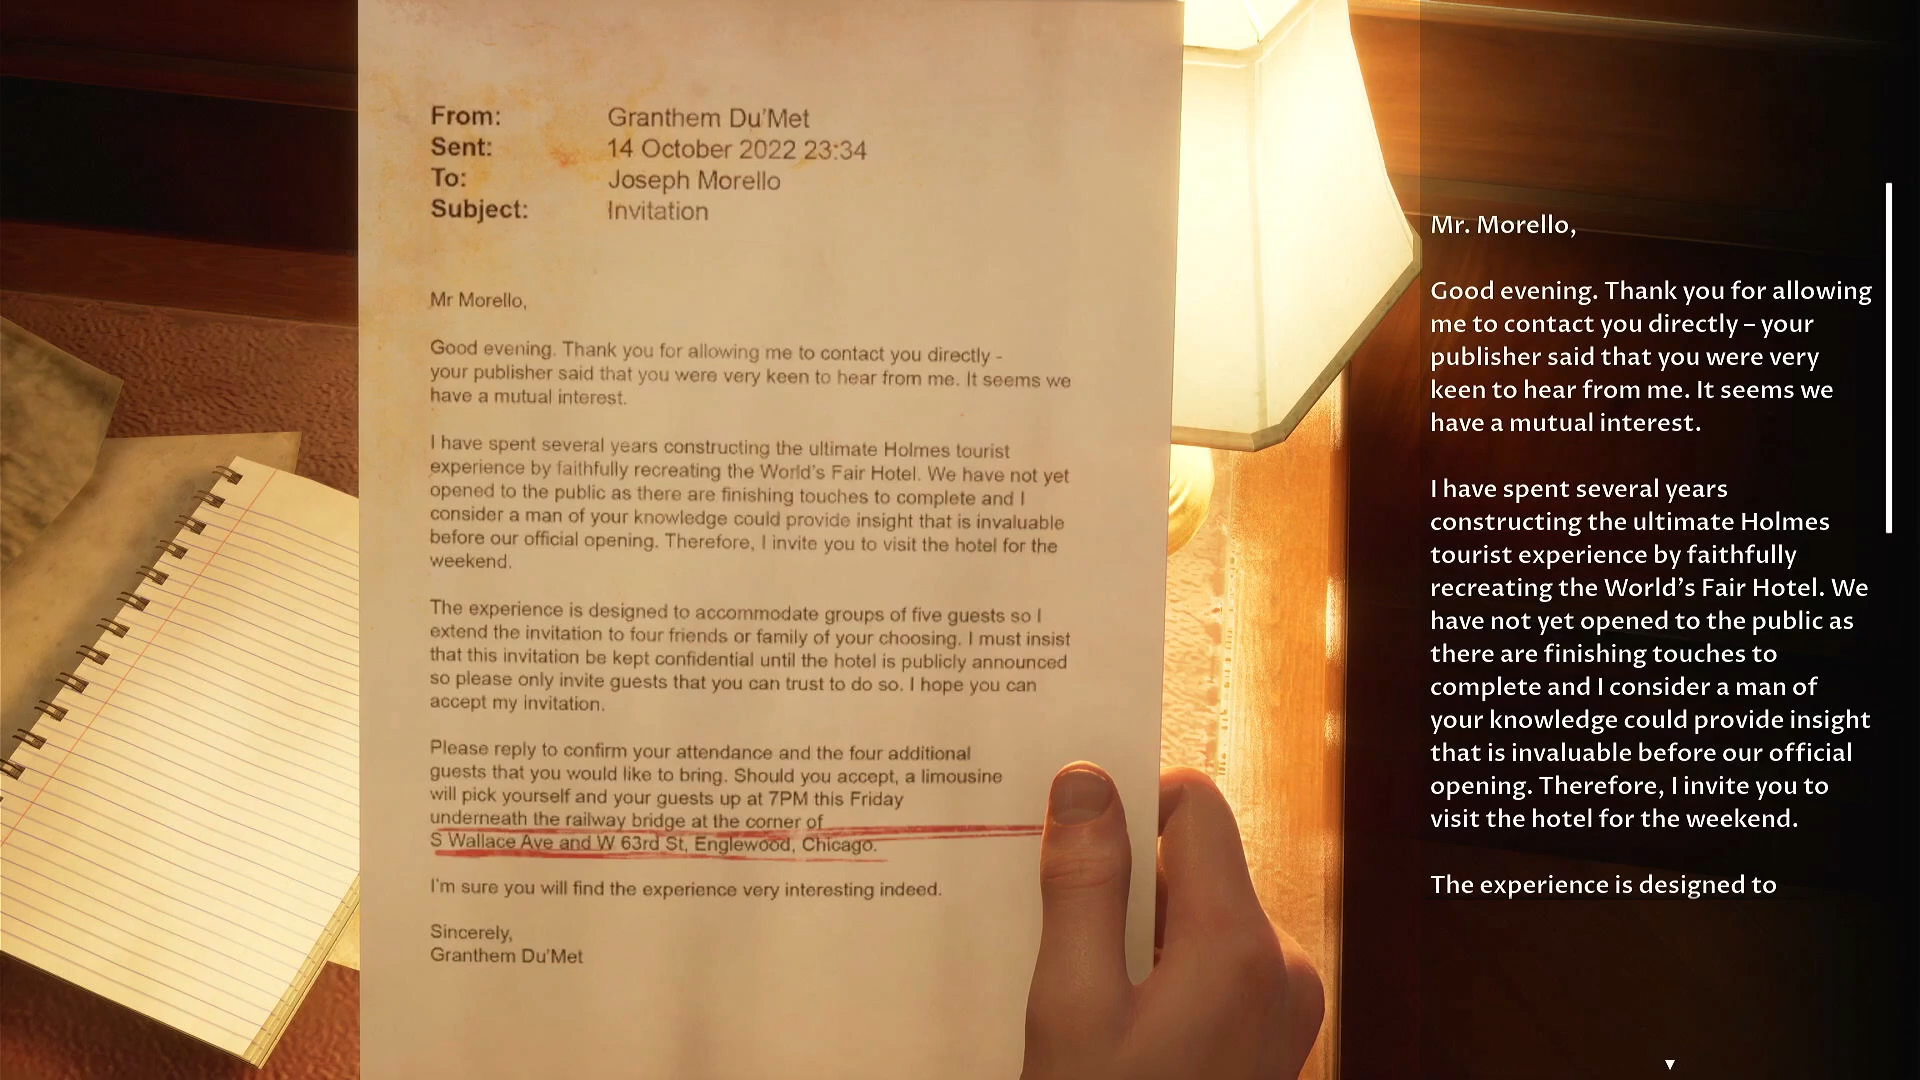 From: Granthem Du'Met
Sent: 14 October 2022 23:34
To: Joseph Morello
Subject: Invitation
Mr Morello,
Good evening. Thank you for allowing me to contact you directly -
your publisher said that you were very keen to hear from me. It seems we
have a mutual interest.
I have spent several years constructing the ultimate Holmes tourist
experience by faithfully recreating the World's Fair Hotel. We have not yet
opened to the public as there are finishing touches to complete and I
consider a man of your knowledge could provide insight that is invaluable
before our official opening. Therefore, I invite you to visit the hotel for the
weekend.
The experience is designed to accommodate groups of five guests so I
extend the invitation to four friends or family of your choosing. I must insist
that this invitation be kept confidential until the hotel is publicly announced
so please only invite guests that you can trust to do so. I hope you can
accept my invitation.
Please reply to confirm your attendance and the four additional
guests that you would like to bring. Should you accept, a limousine
will pick yourself and your guests up at 7PM this Friday
underneath the railway bridge at the corner of
S Wallace Ave and W 63rd St, Englewood, Chicago.
I'm sure you will find the experience very interesting indeed.
Sincerely,
Granthem Du'Met
Mr. Morello,
Good evening. Thank you for allowing
me to contact you directly – your
publisher said that you were very
keen to hear from me. It seems we
have a mutual interest.
I have spent several years
constructing the ultimate Holmes
tourist experience by faithfully
recreating the World's Fair Hotel. We
have not yet opened to the public as
there are finishing touches to
complete and I consider a man of
your knowledge could provide insight
that is invaluable before our official
opening. Therefore, I invite you to
visit the hotel for the weekend.
The experience is designed to